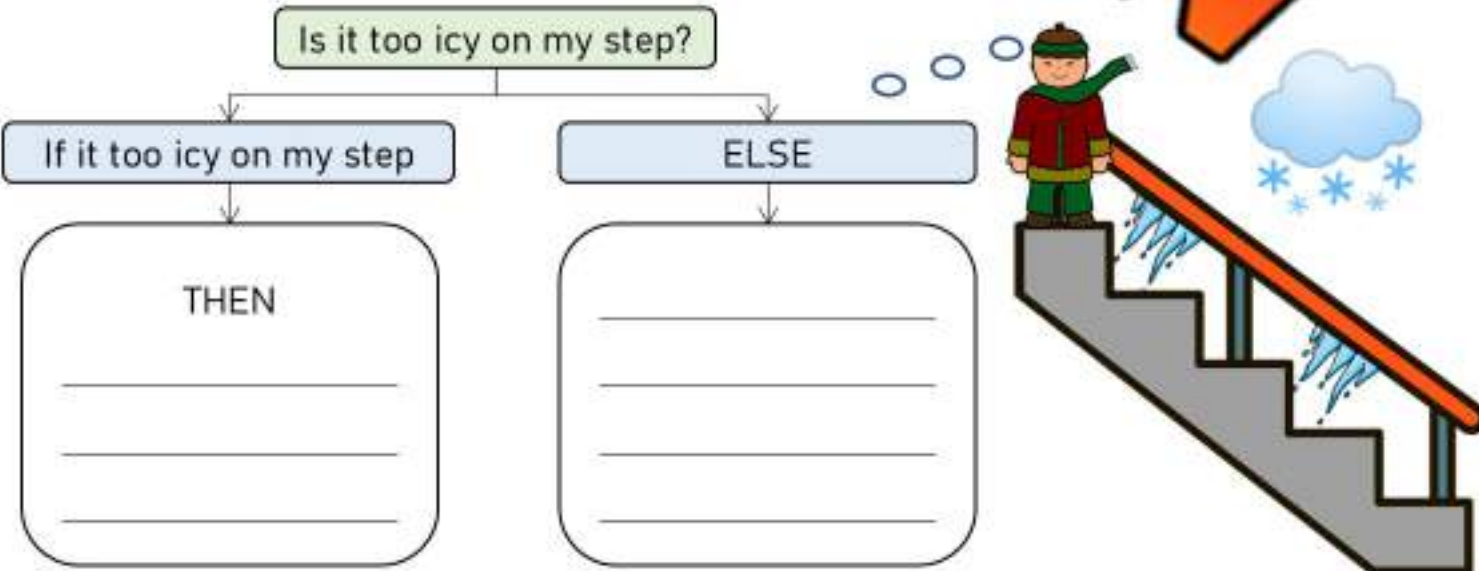 Is it too icy on my step?
If it too icy on my step
ELSE
THEN